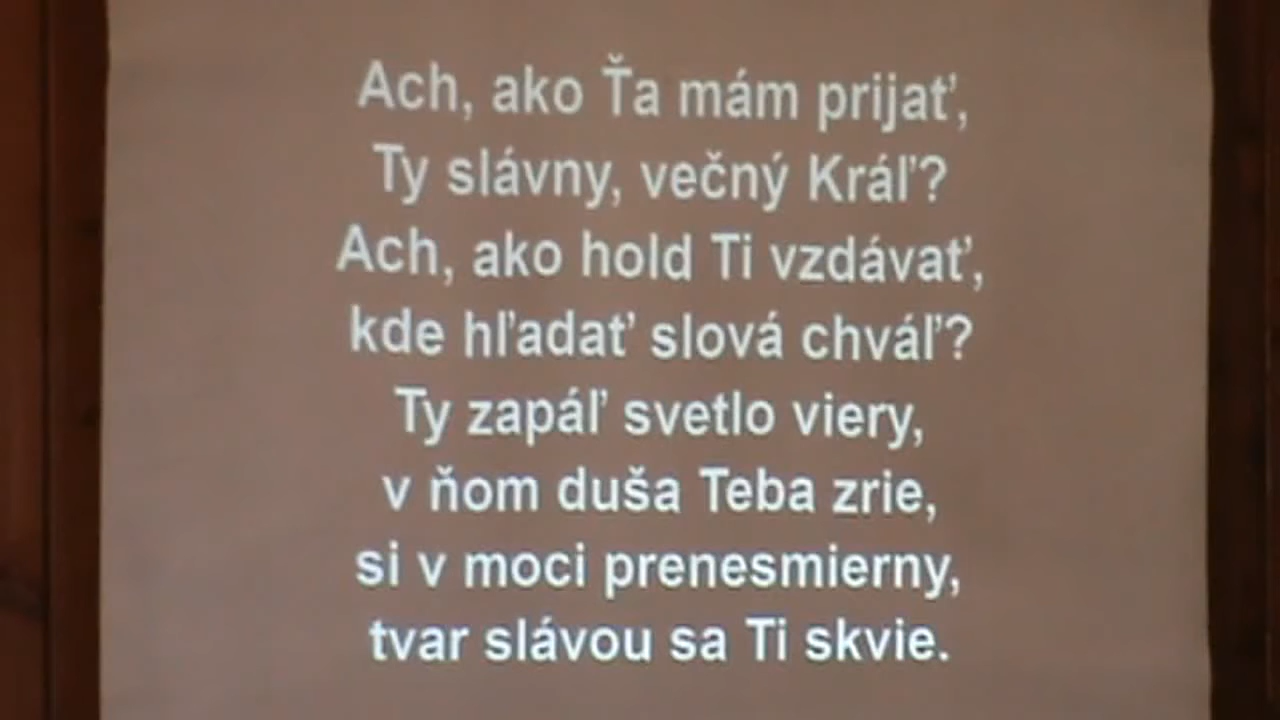 Ach, ako Ťa mám prijať,
Ty slávny, večný Kráľ?
Ach, ako hold Ti vzdávať,
kde hľadať slová chváľ?
Ty zapáľ svetlo viery,
v ňom duša Teba zrie,
si v moci prenesmierny,
tvar slávou sa Ti skvie.